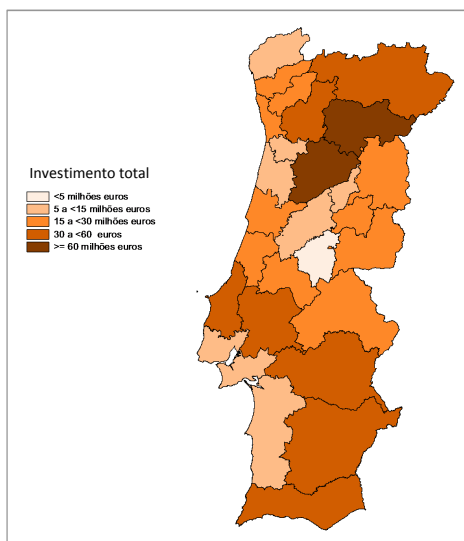 Investimento total
<5 milhões euros
5 a <15 milhões euros
15 a <30 milhões euros
30 a <60 euros
>= 60 milhões euros